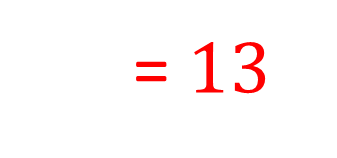 = 13